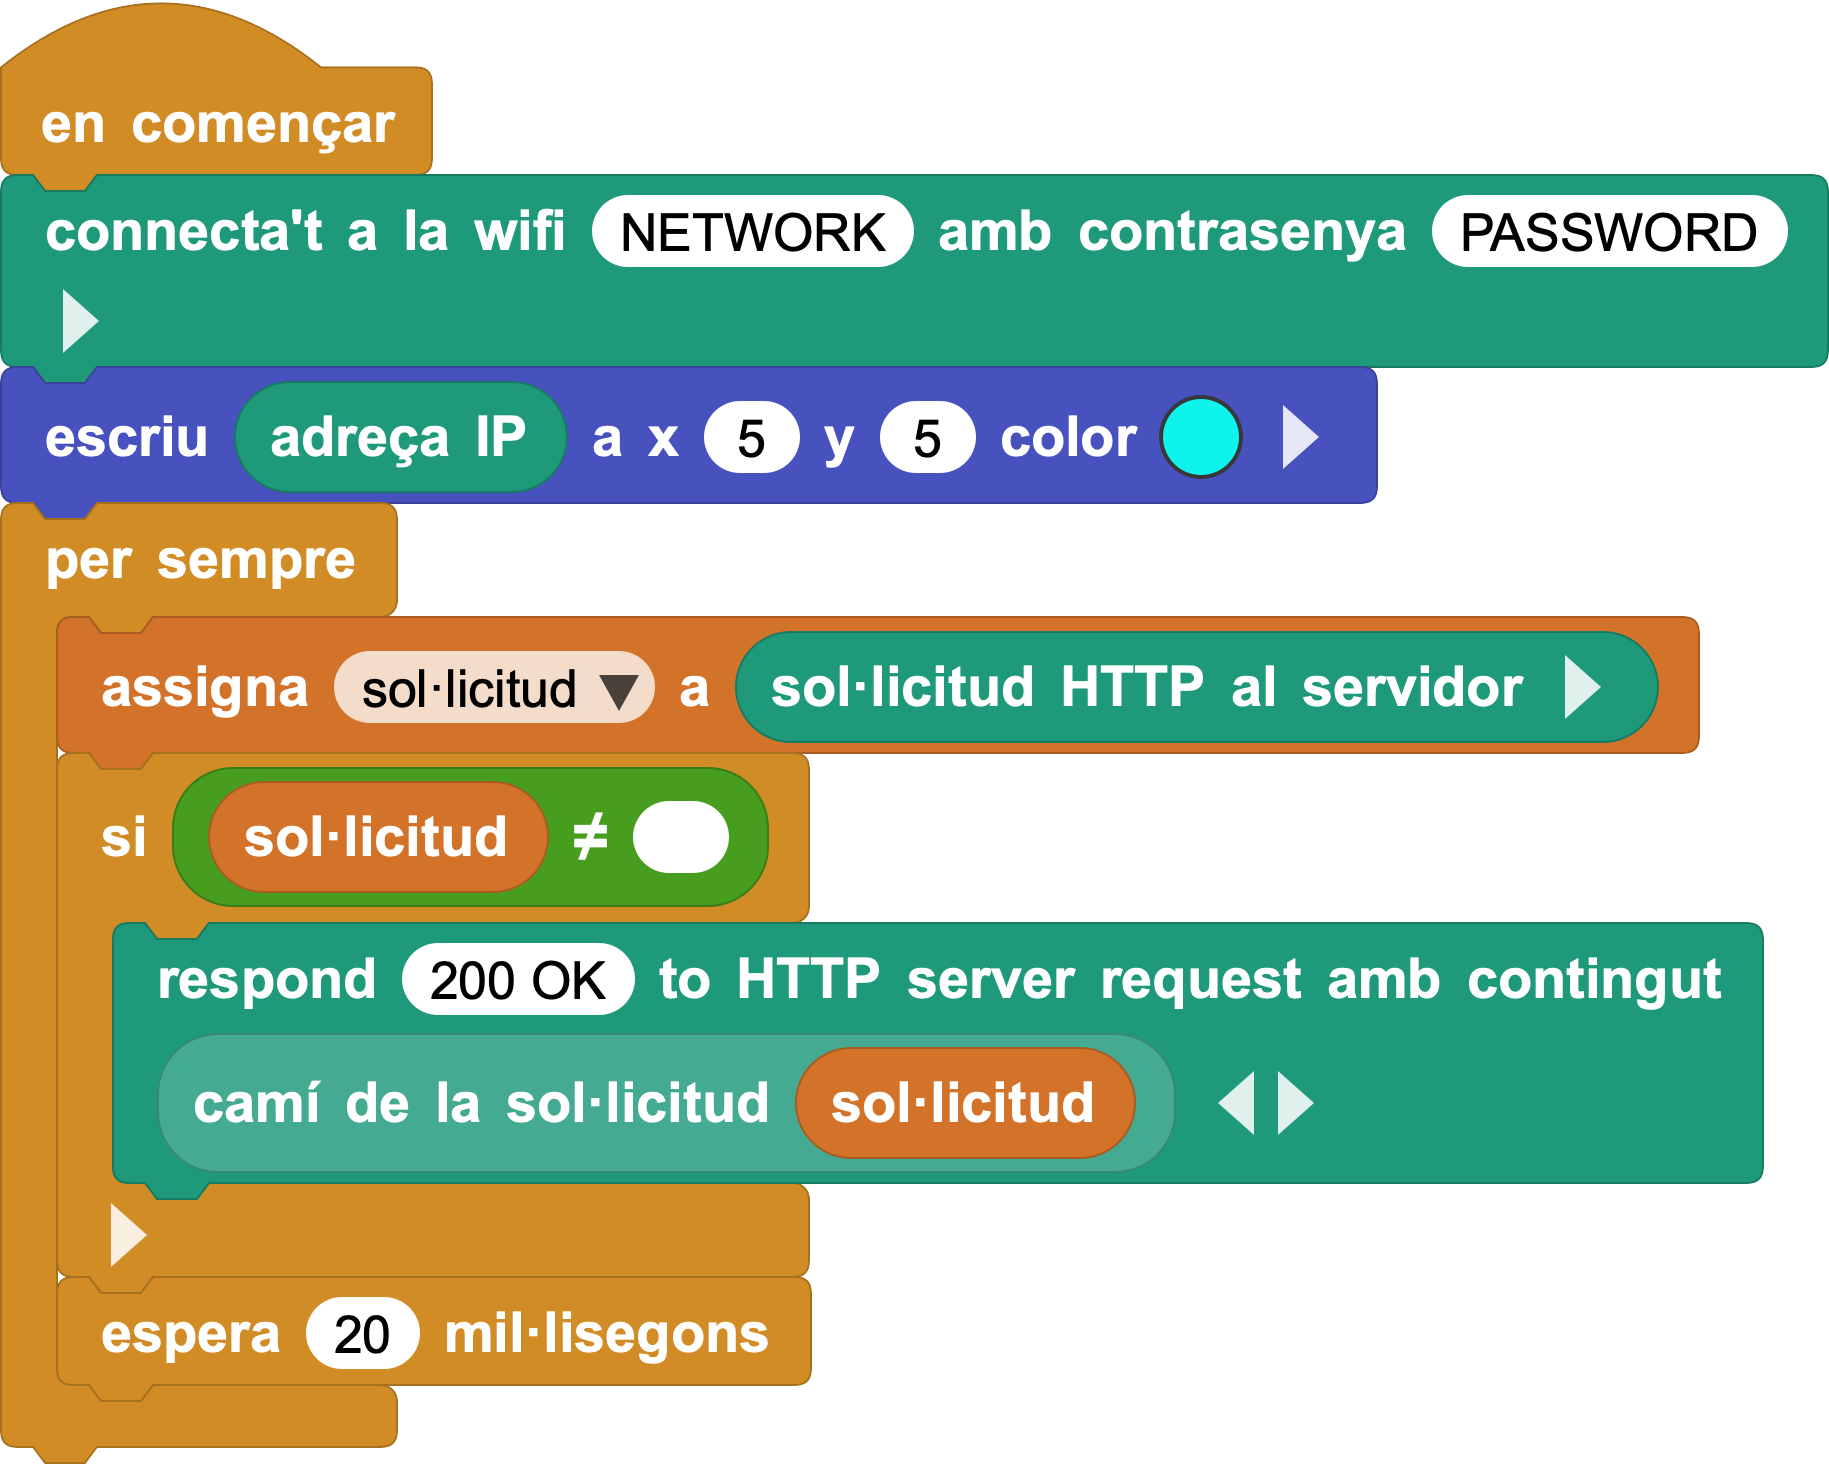 en començar
connecta't a la wifi NETWORK amb contrasenya PASSWORD
escriu adreça IP a x 5 y 5 color
per sempre
assigna sol·licitud a sol·licitud HTTP al servidor
si sol·licitud ≠
respond 200 OK to HTTP server request amb contingut
camí de la sol·licitud sol·licitud
espera 20 mil·lisegons